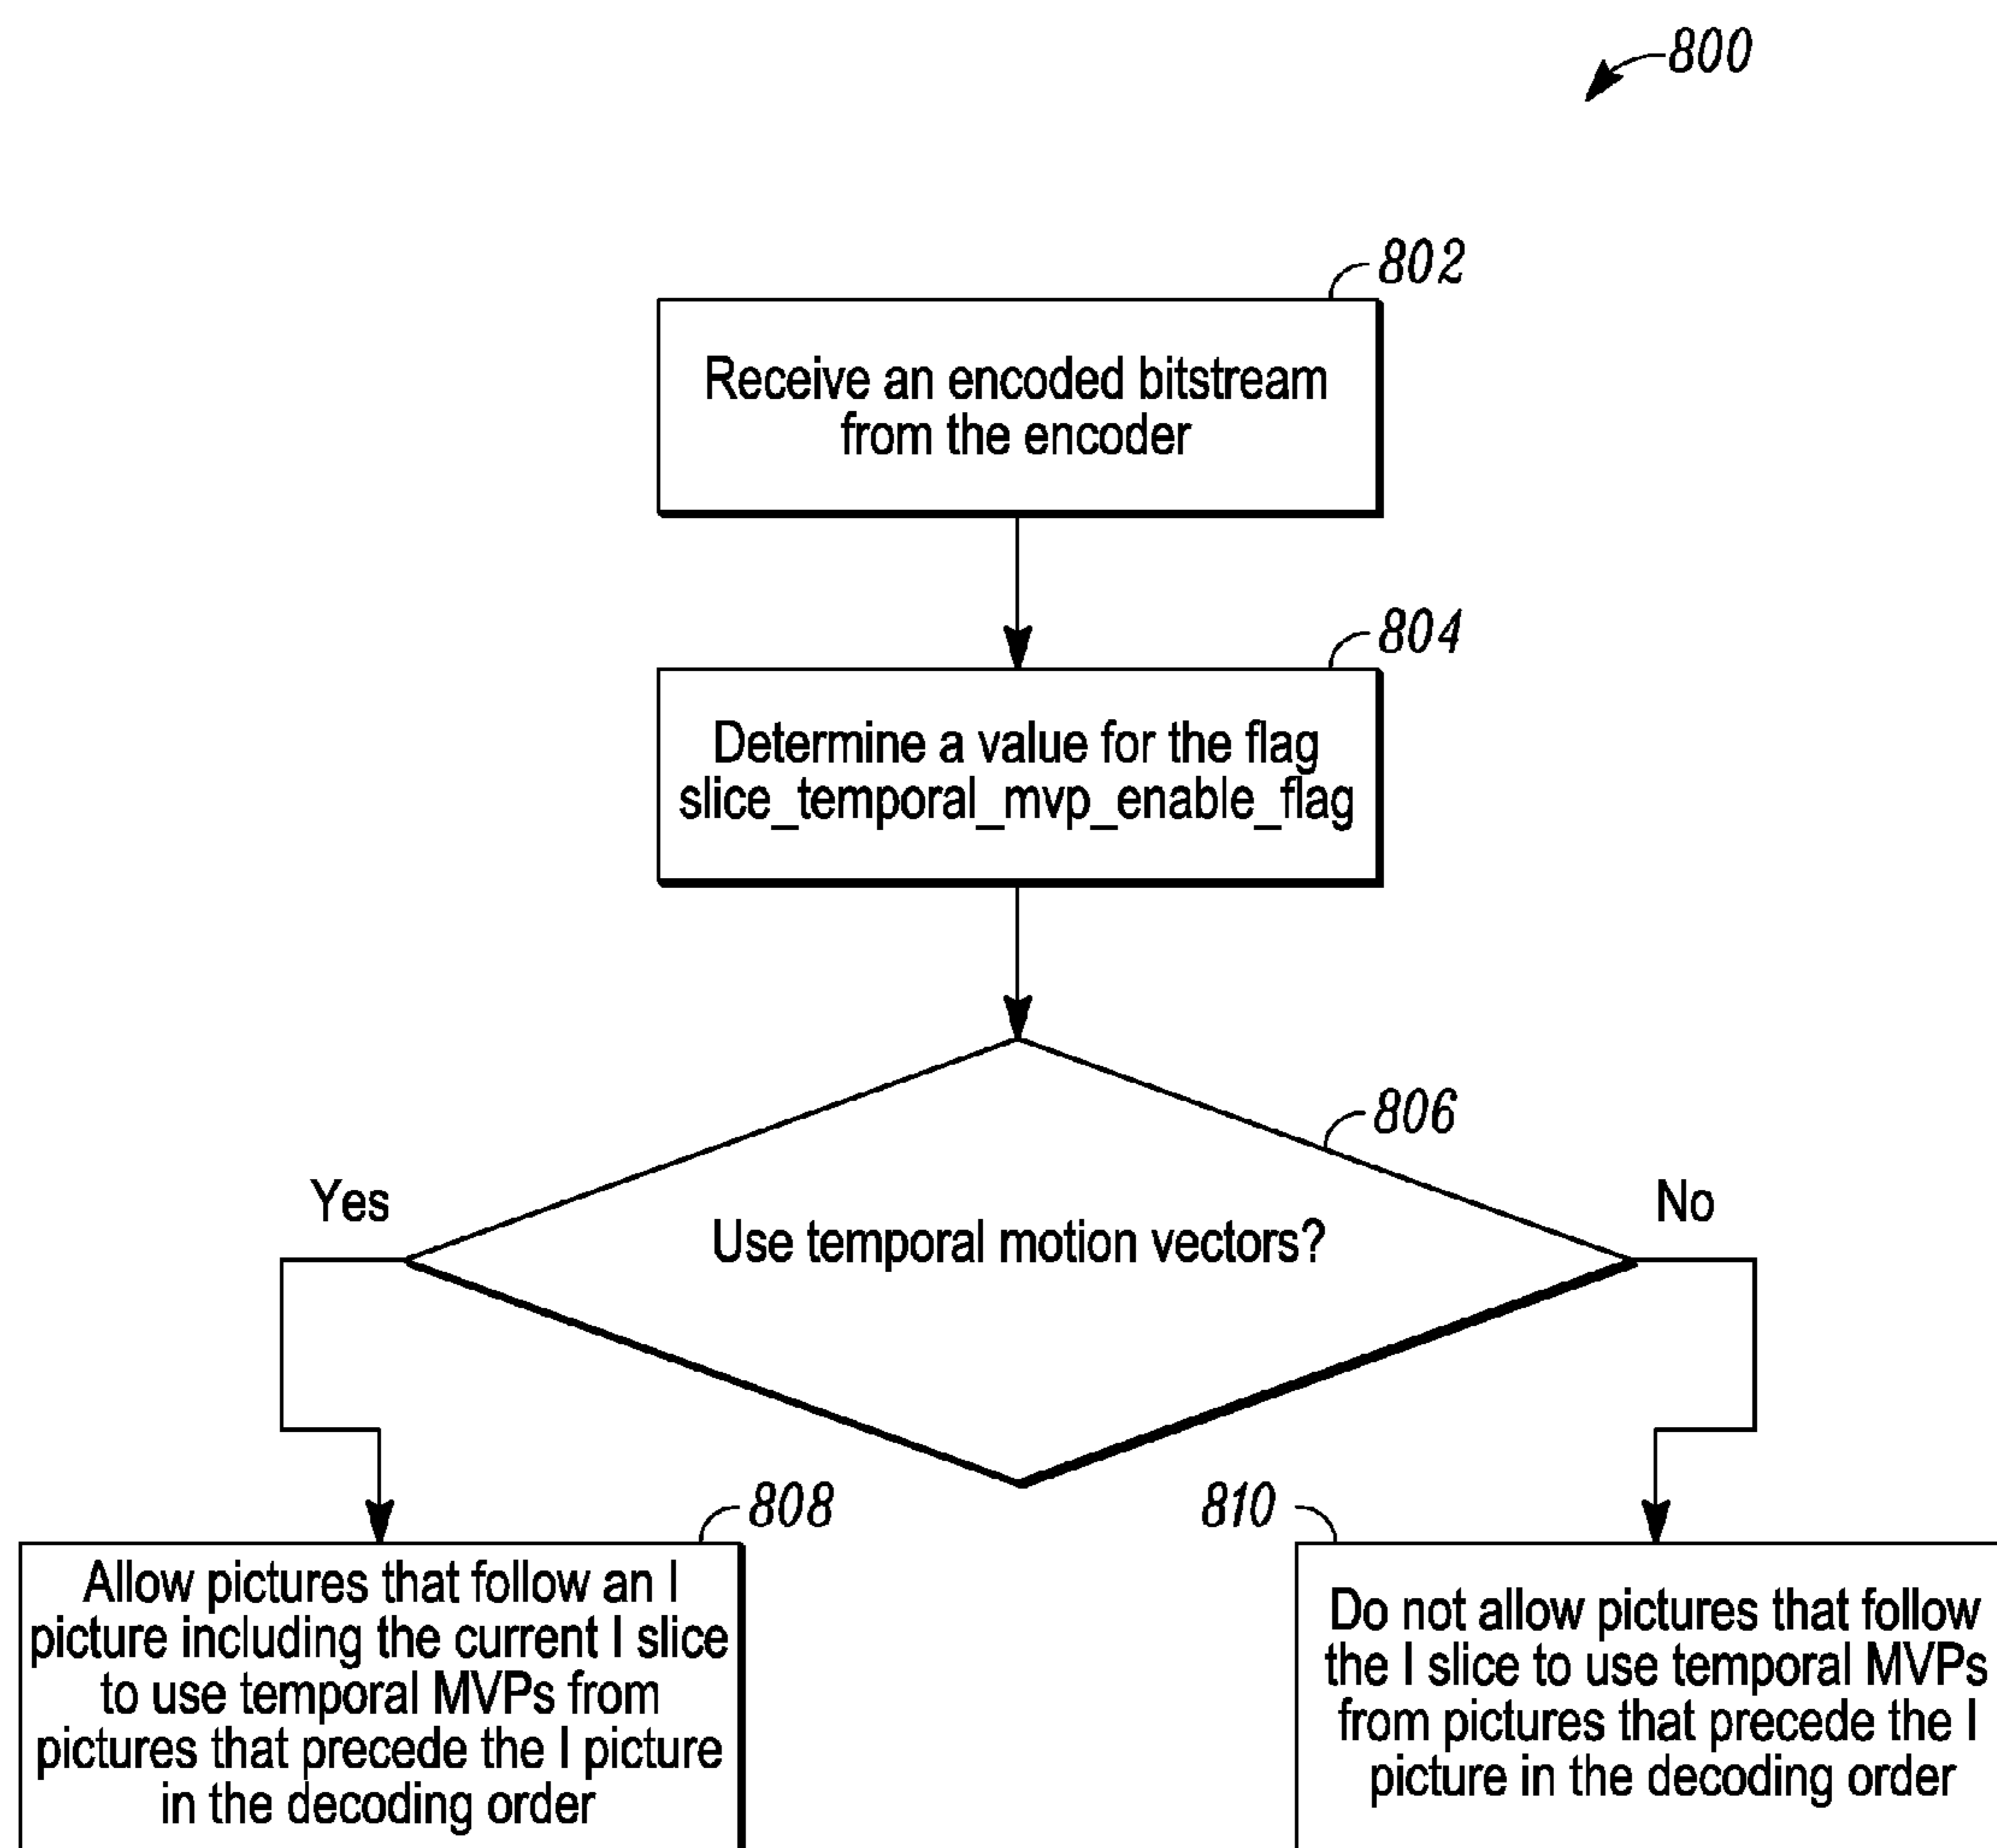 800
802
Receive an encoded bitstream
from the encoder
804
Determine a value for the flag
slice_temporal_mvp_enable_flag
806
Yes
No
Use temporal motion vectors?
808
810
Allow pictures that follow an I
picture including the current I slice
to use temporal MVPs from
pictures that precede the I picture
in the decoding order
Do not allow pictures that follow
the I slice to use temporal MVPs
from pictures that precede the I
picture in the decoding order